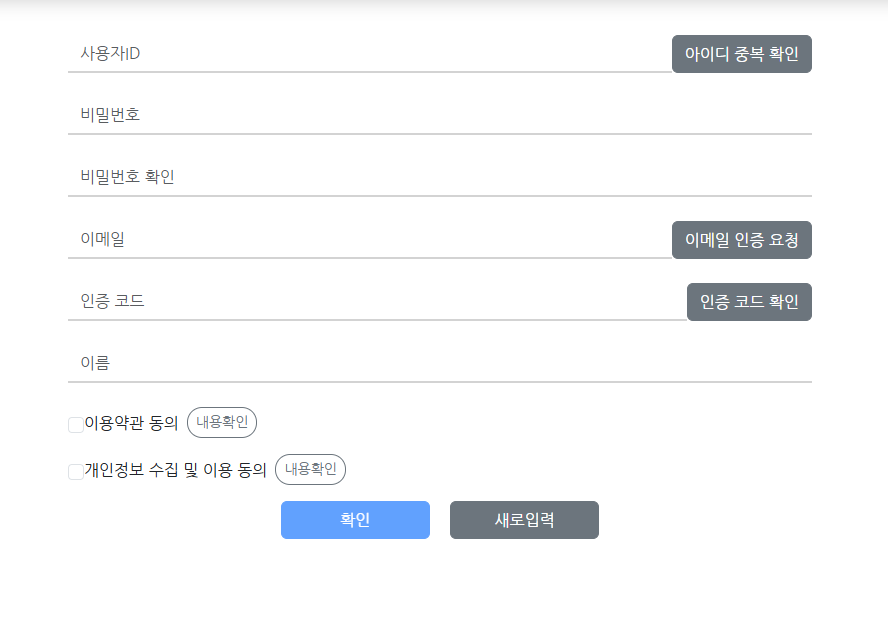 사용자ID 아이디 중복 확인
비밀번호
비밀번호 확인
이메일 이메일 인증 요청
인증 코드 인증 코드 확인
이름
이용약관 동의 내용확인
개인정보 수집 및 이용 동의 내용확인
확인 새로입력